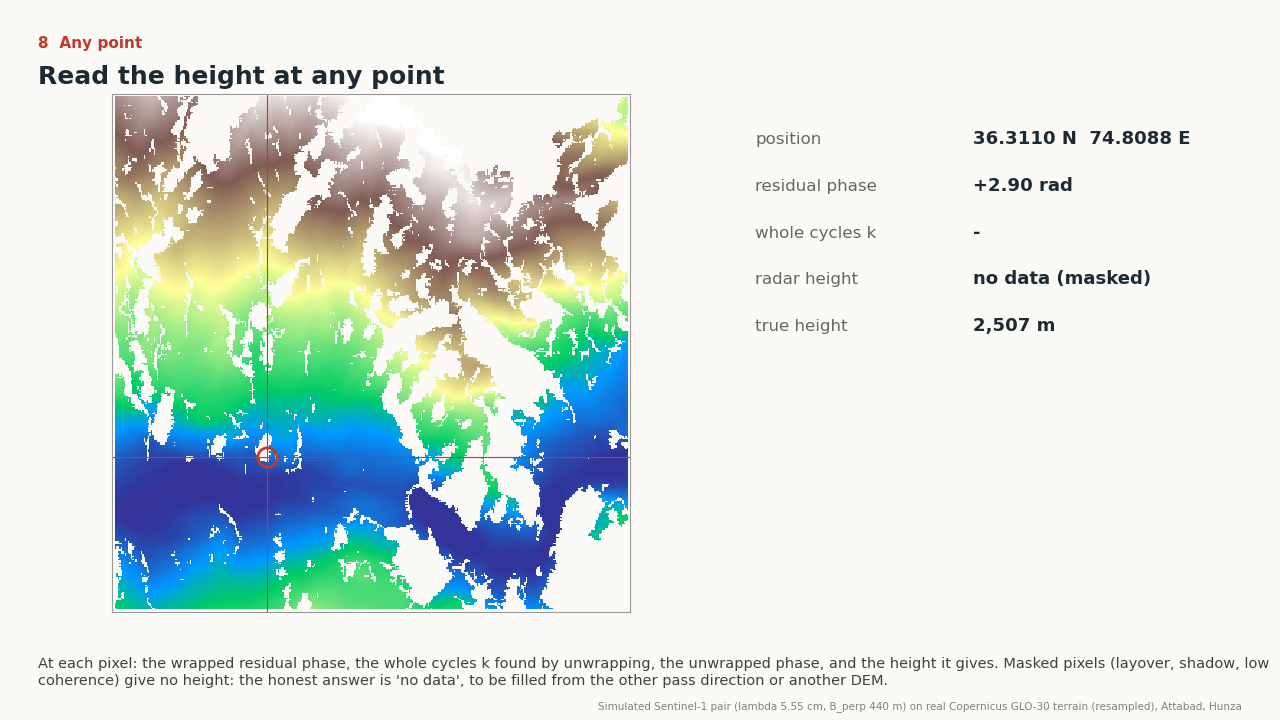 8  Any point
Read the height at any point
position 36.3110 N  74.8088 E
residual phase +2.90 rad
whole cycles k -
radar height no data (masked)
true height 2,507 m
At each pixel: the wrapped residual phase, the whole cycles k found by unwrapping, the unwrapped phase, and the height it gives. Masked pixels (layover, shadow, low
coherence) give no height: the honest answer is 'no data', to be filled from the other pass direction or another DEM.
Simulated Sentinel-1 pair (lambda 5.55 cm, B_perp 440 m) on real Copernicus GLO-30 terrain (resampled), Attabad, Hunza